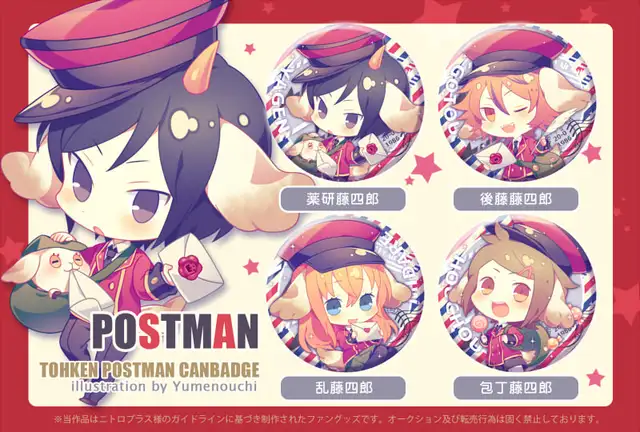 薬研藤四郎
後藤藤四郎
乱藤四郎
包丁藤四郎
POSTMAN
TOHKEN POSTMAN CANBADGE
illustration by Yumenouchi
※当作品はニトロプラス様のガイドラインに基づき制作されたファングッズです。オークション及び転売行為は固く禁止しております。